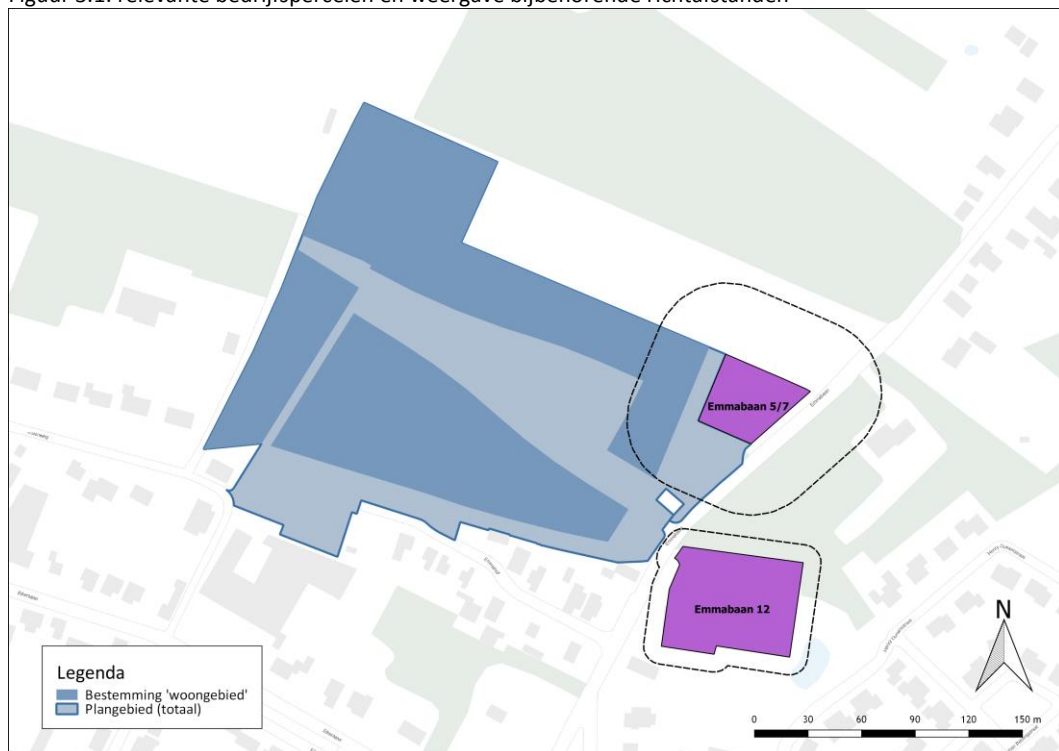 Figuur 3.1: relevante bedrijfspercelen en weergave bijbehorende richtafstanden
Emmabaan
Emmabaan 5/7
Emmabaan 12
N
Legenda
Bestemming 'woongebied'
Plangebied (totaal)
0 30 60 90 120 150 m